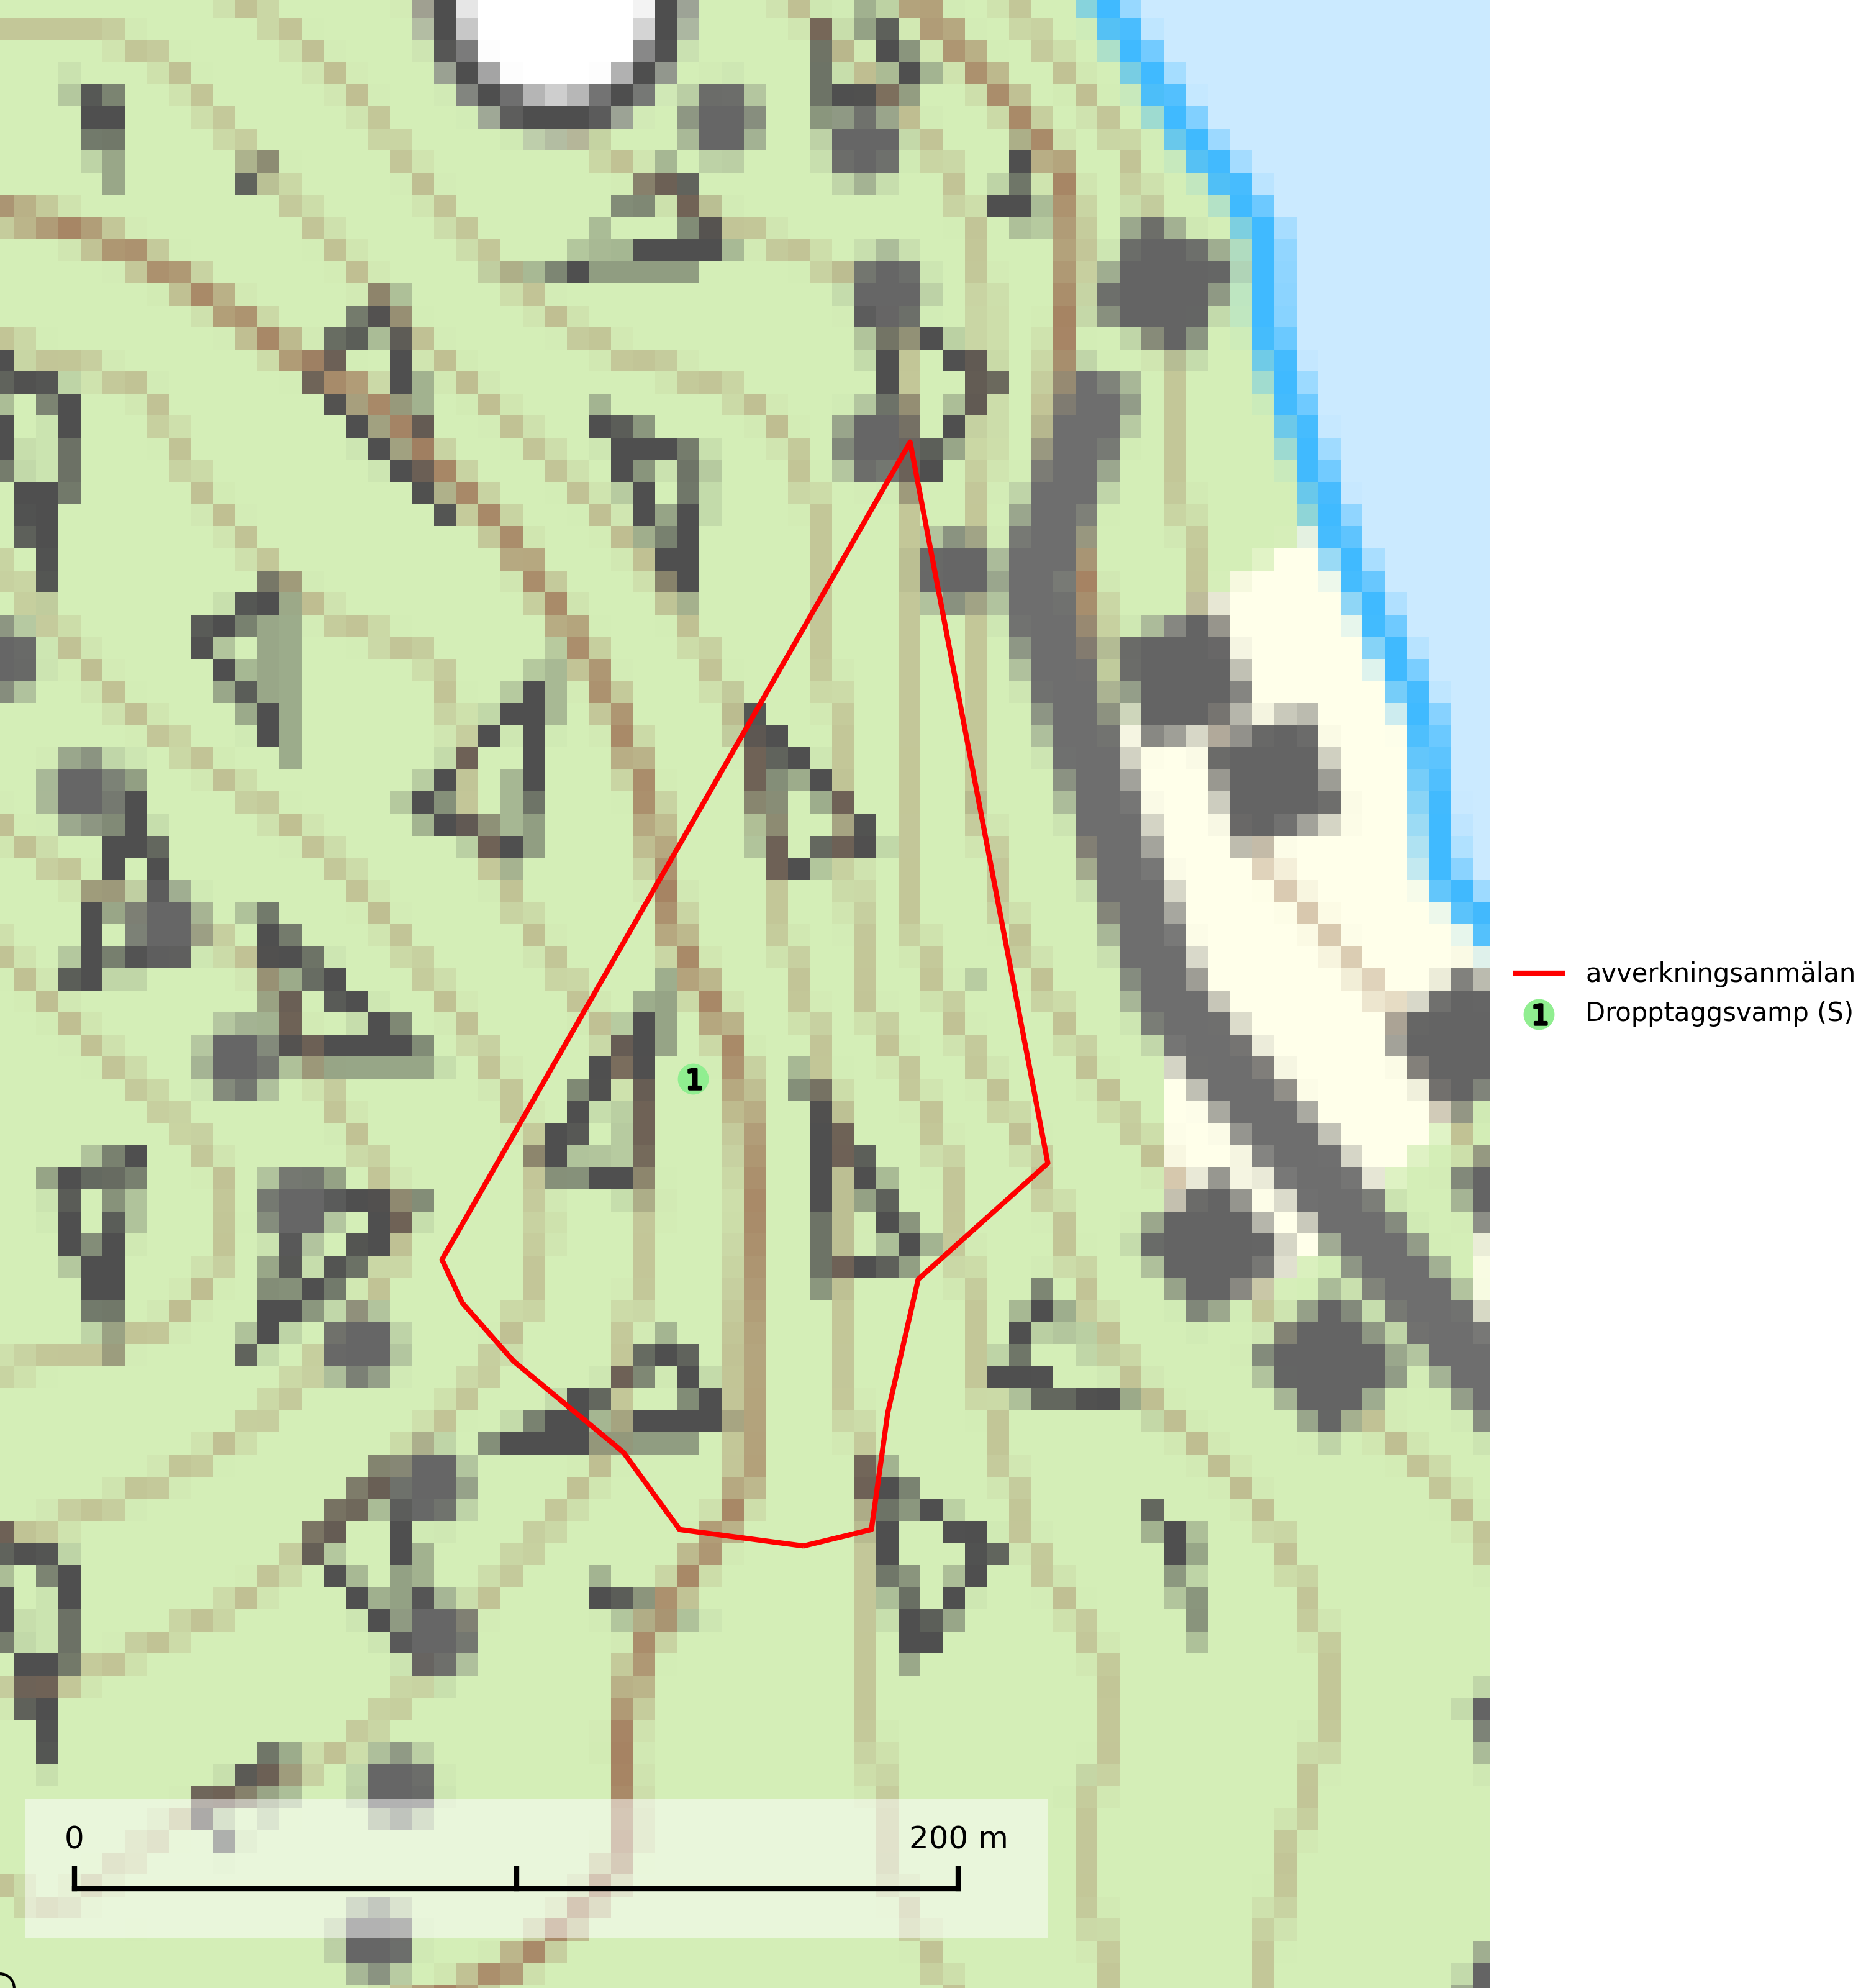 avverkningsanmälan
1 Dropptaggsvamp (S)
1
0 200 m